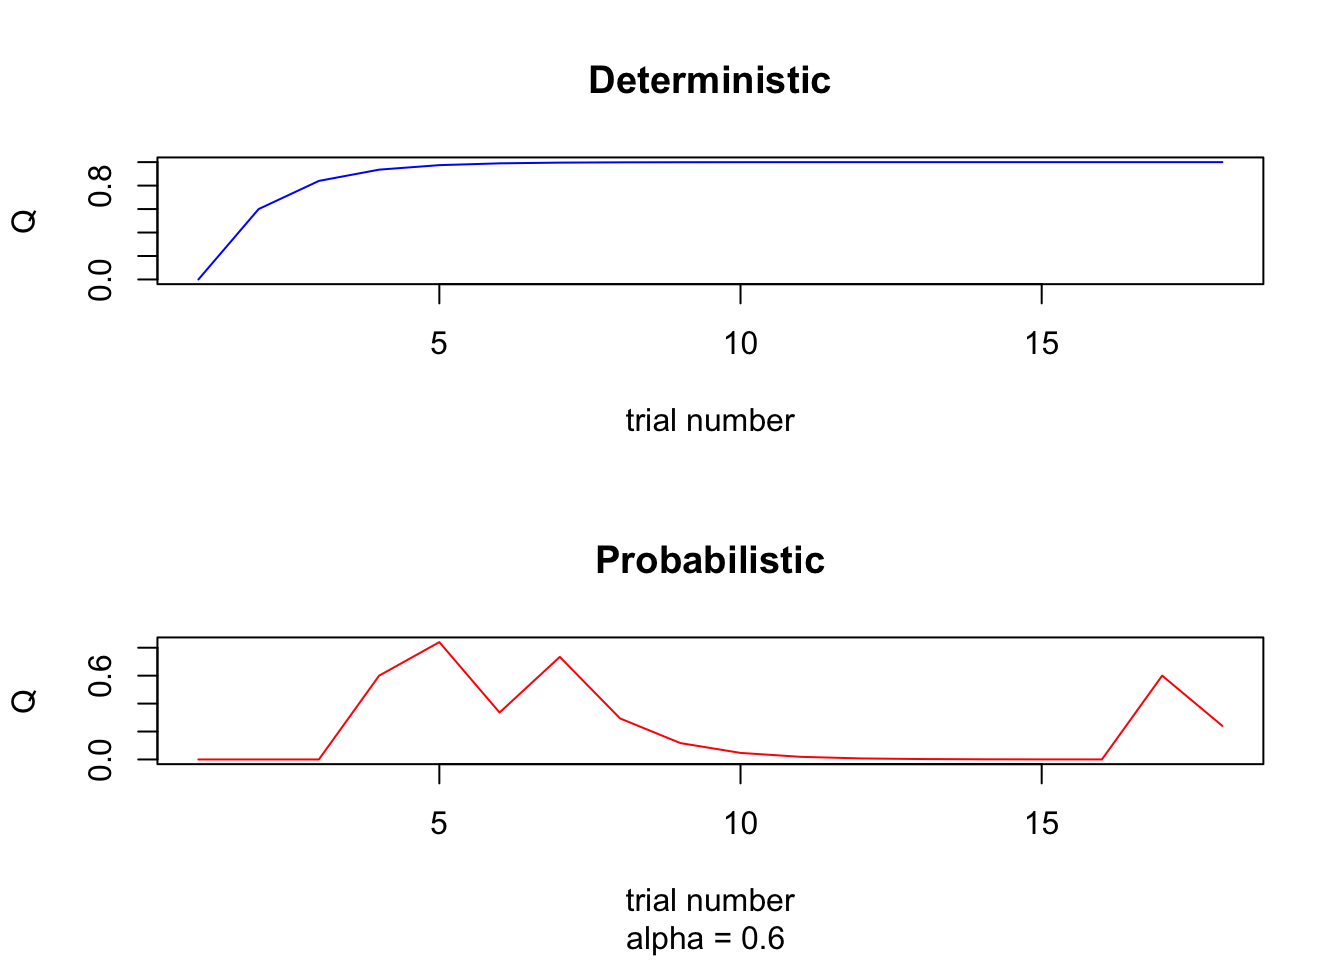 Deterministic
Q
0.8
0.0
5 10 15
trial number
Probabilistic
Q
0.6
0.0
5 10 15
trial number
alpha = 0.6